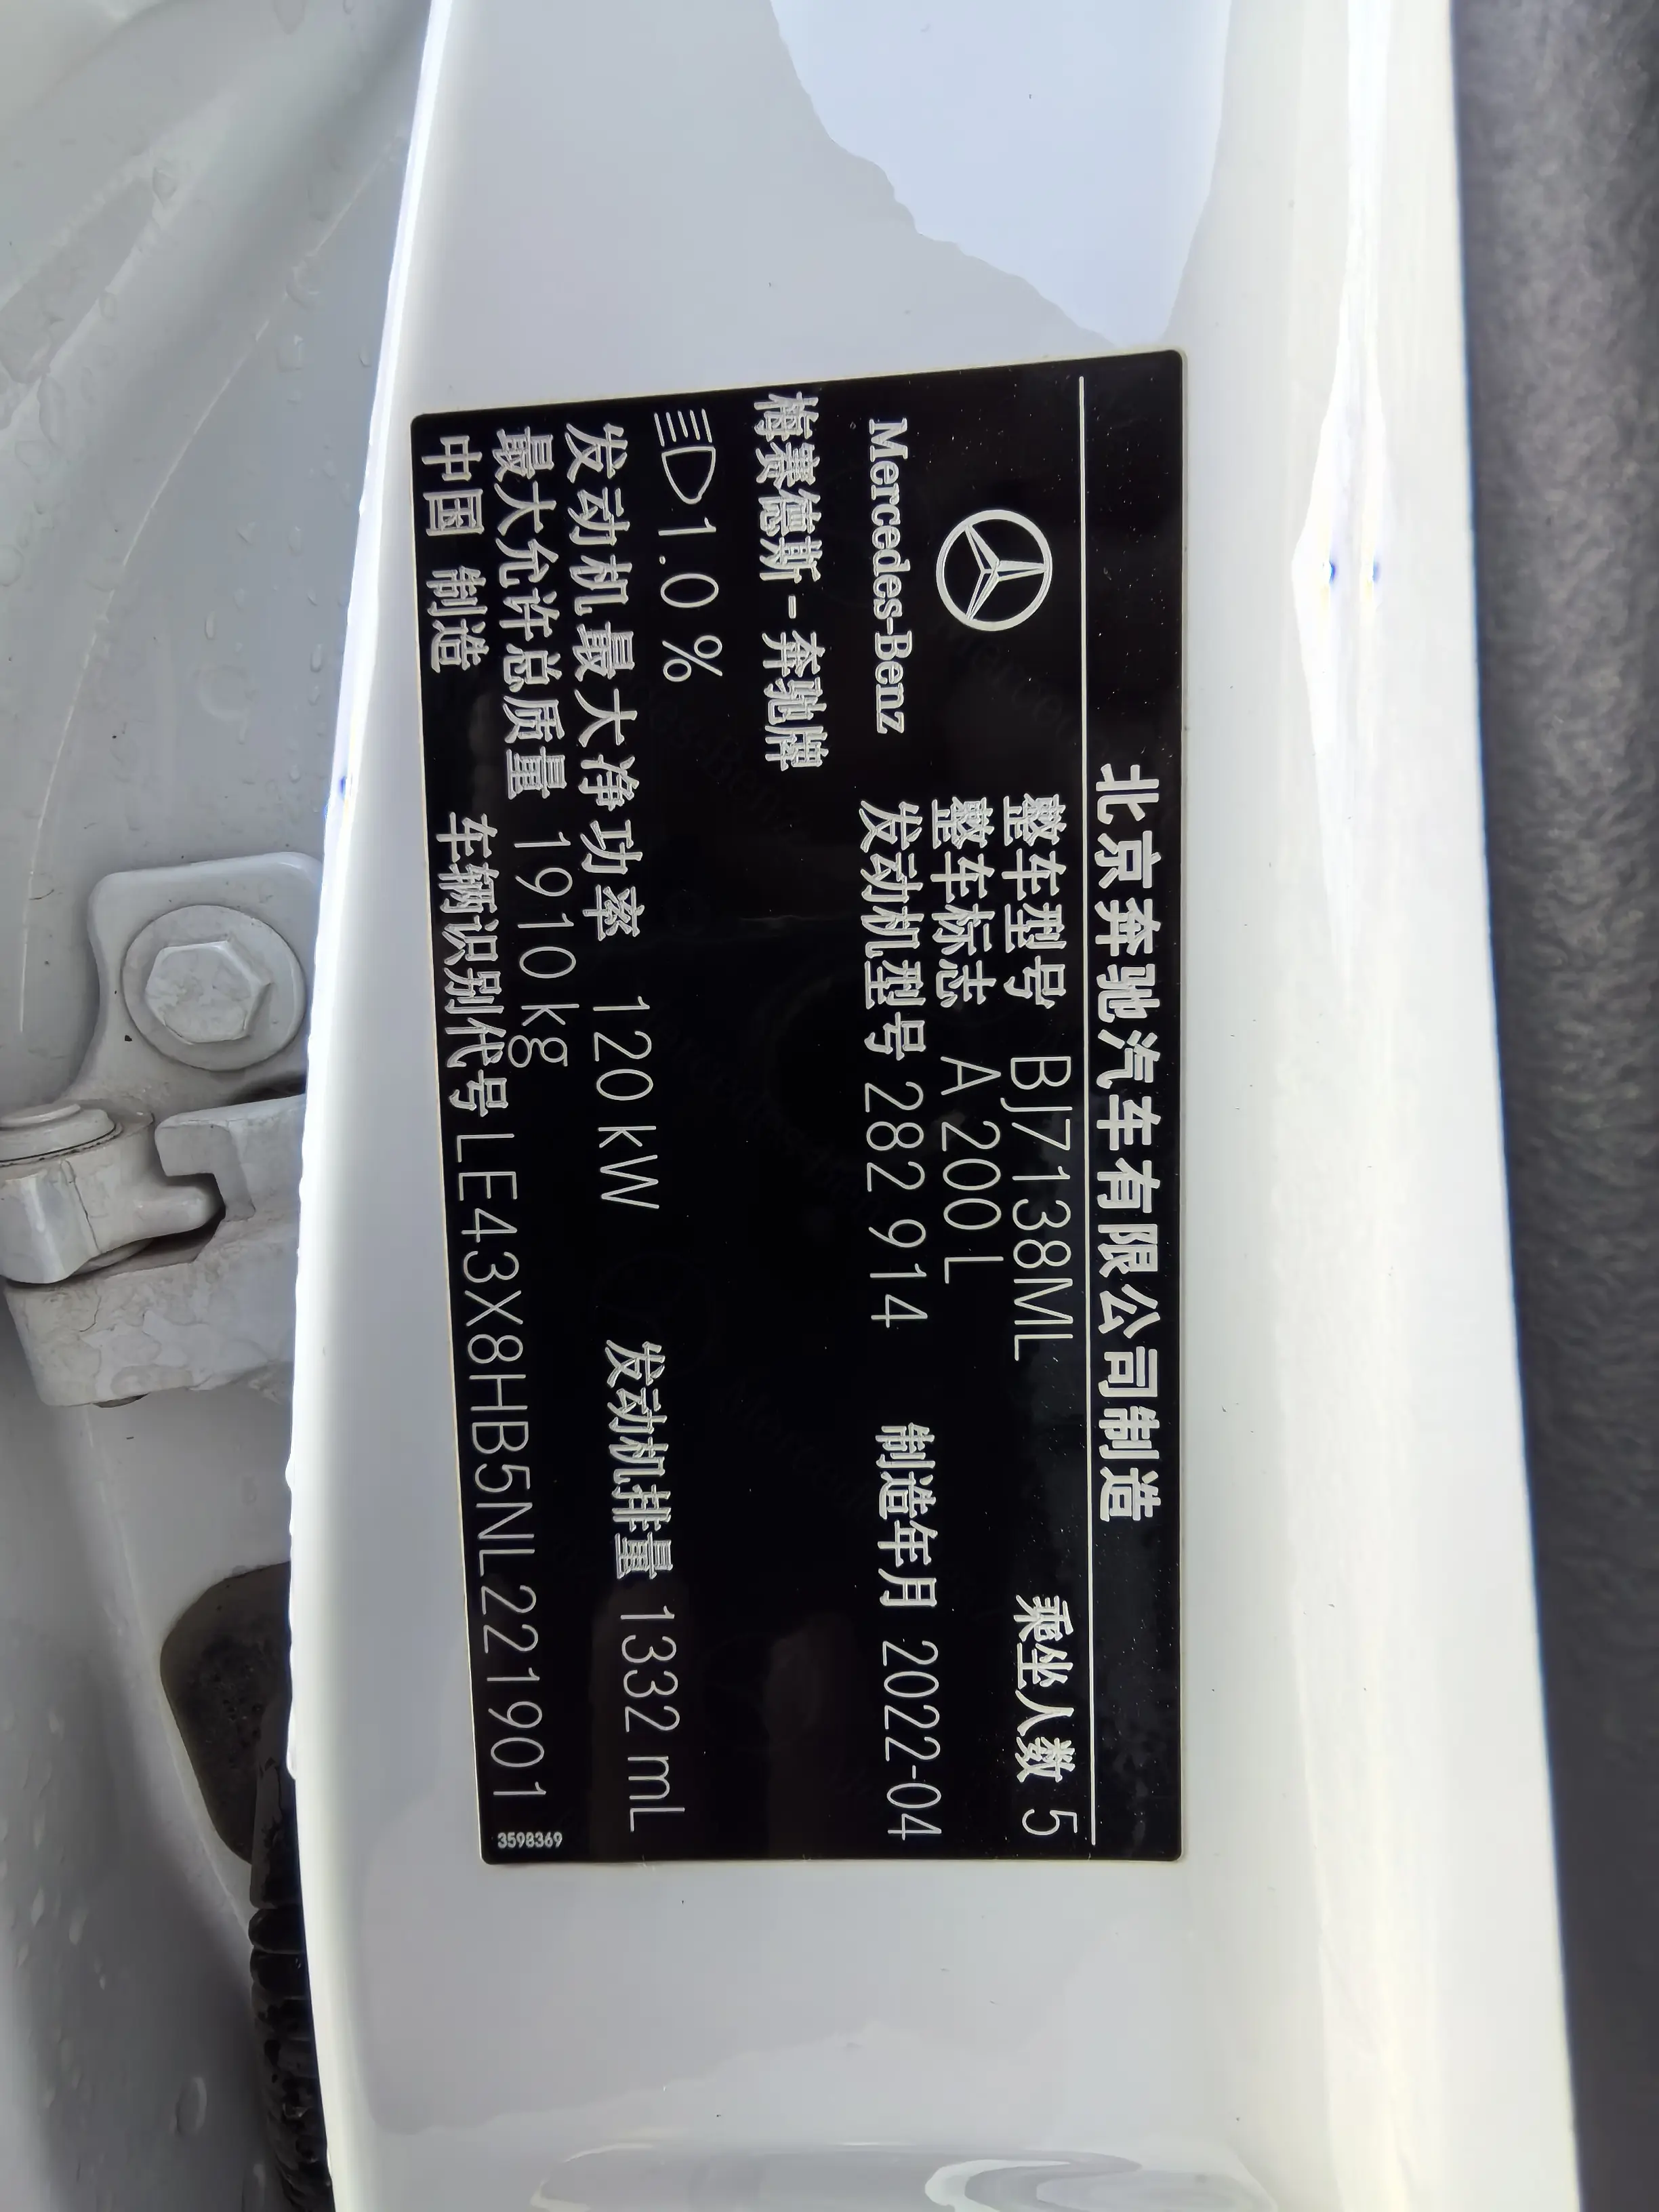 北京奔驰汽车有限公司制造
整车型号 BJ7138ML 乘坐人数 5
整车标志 A 200 L
Mercedes-Benz 发动机型号 282 914 制造年月 2022-04
梅赛德斯-奔驰牌
1.0 %
发动机最大净功率 120 kW 发动机排量 1332 mL
最大允许总质量 1910 kg
中国 制造 车辆识别代号 LE43X8HB5NL221901
3598369